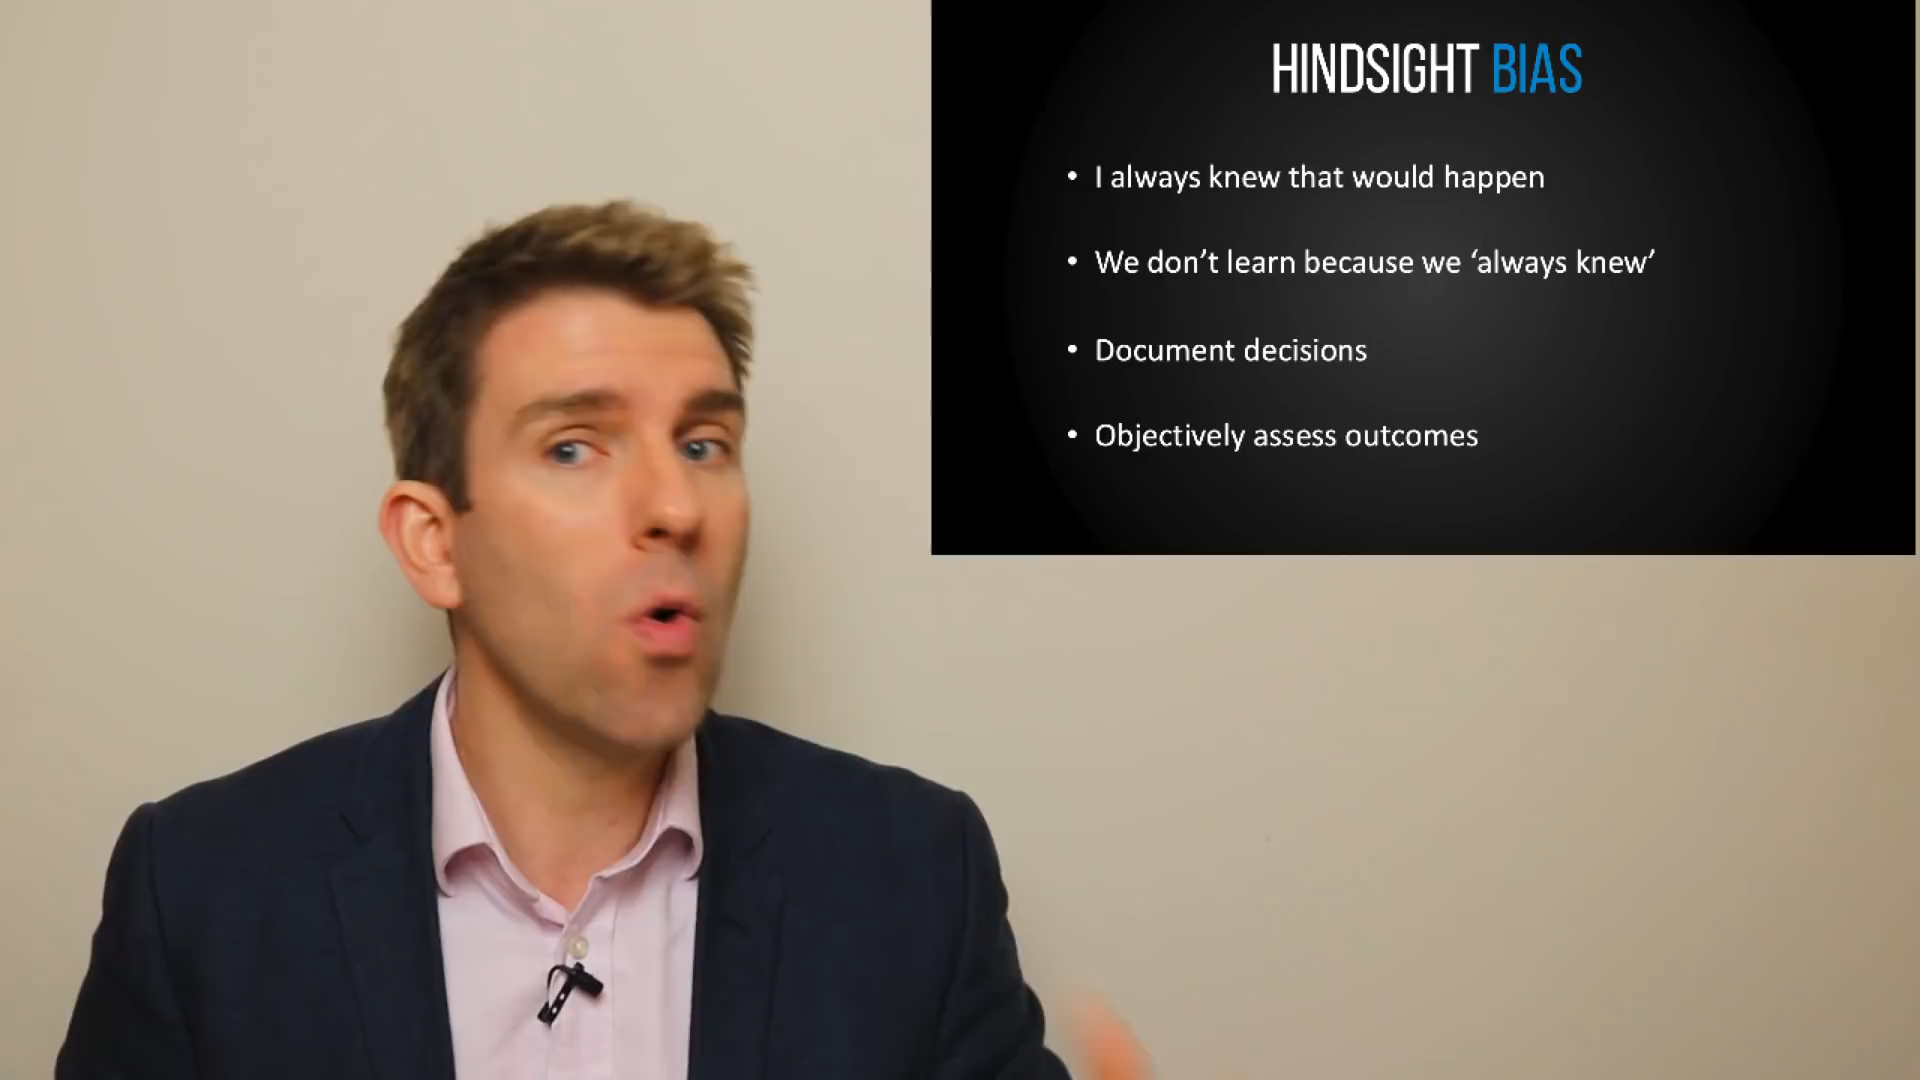 HINDSIGHT BIAS
• I always knew that would happen
• We don’t learn because we ‘always knew’
• Document decisions
• Objectively assess outcomes